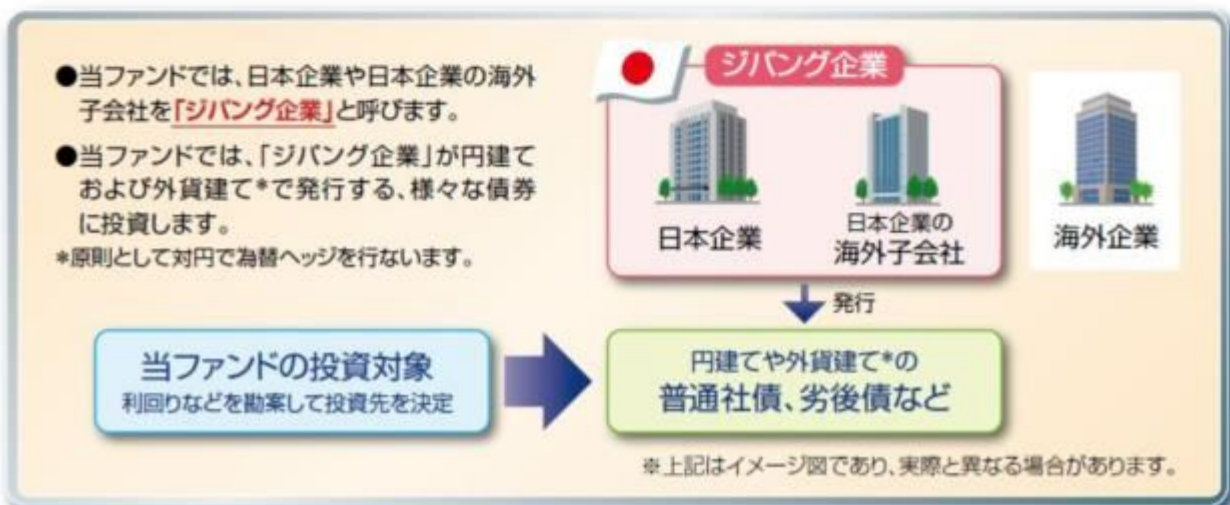 ●当ファンドでは、日本企業や日本企業の海外
子会社を「ジパング企業」と呼びます。
●当ファンドでは、「ジパング企業」が円建て
および外貨建て*で発行する、様々な債券
に投資します。
*原則として対円で為替ヘッジを行ないます。
ジパング企業
日本企業
日本企業の
海外子会社
海外企業
発行
当ファンドの投資対象
利回りなどを勘案して投資先を決定
円建てや外貨建て*の
普通社債、劣後債など
※上記はイメージ図であり、実際と異なる場合があります。